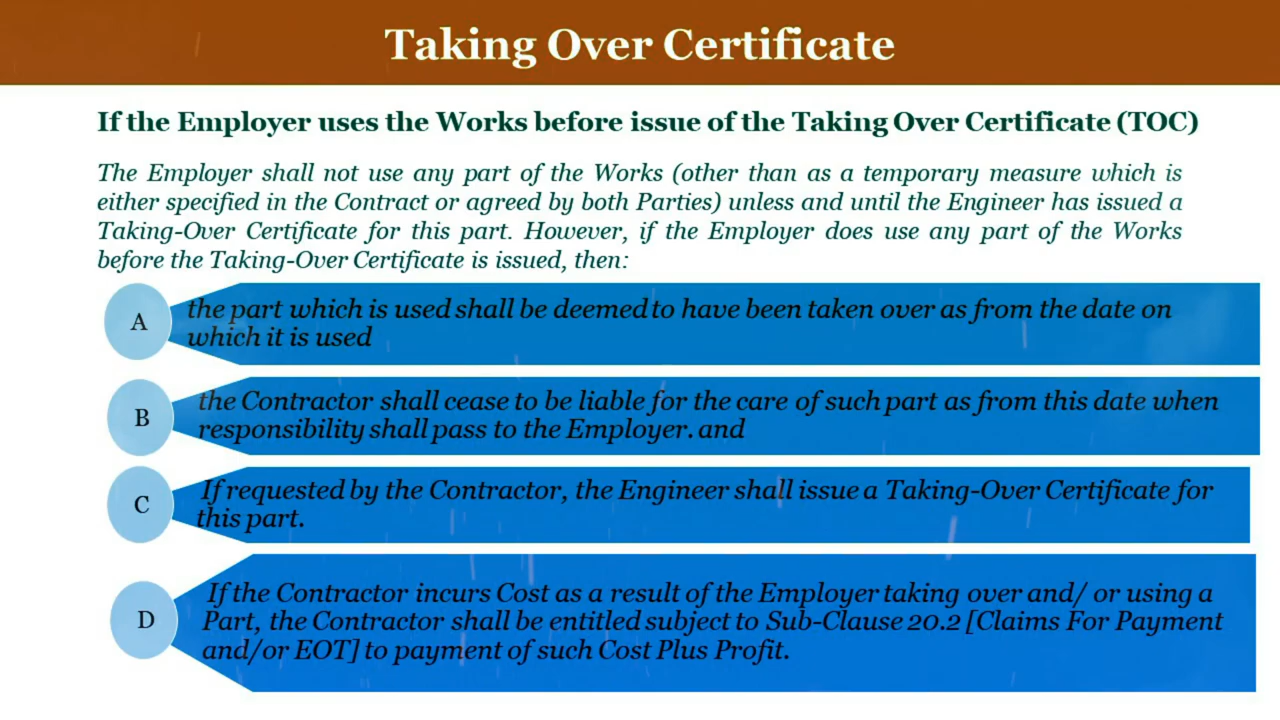 Taking Over Certificate
If the Employer uses the Works before issue of the Taking Over Certificate (TOC)
The Employer shall not use any part of the Works (other than as a temporary measure which is
either specified in the Contract or agreed by both Parties) unless and until the Engineer has issued a
Taking-Over Certificate for this part. However, if the Employer does use any part of the Works
before the Taking-Over Certificate is issued, then:
A
the part which is used shall be deemed to have been taken over as from the date on
which it is used
B
the Contractor shall cease to be liable for the care of such part as from this date when
responsibility shall pass to the Employer. and
C
If requested by the Contractor, the Engineer shall issue a Taking-Over Certificate for
this part.
D
If the Contractor incurs Cost as a result of the Employer taking over and/ or using a
Part, the Contractor shall be entitled subject to Sub-Clause 20.2 [Claims For Payment
and/or EOT] to payment of such Cost Plus Profit.